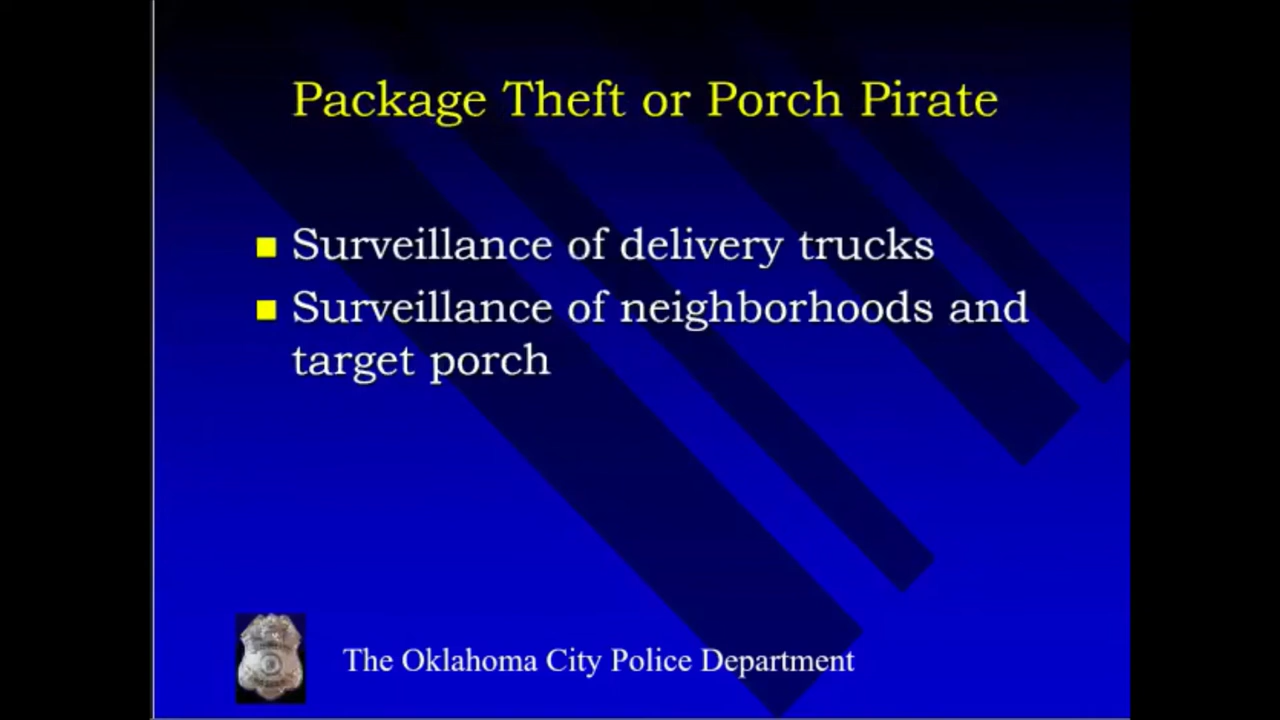 Package Theft or Porch Pirate
Surveillance of delivery trucks
Surveillance of neighborhoods and
target porch
The Oklahoma City Police Department